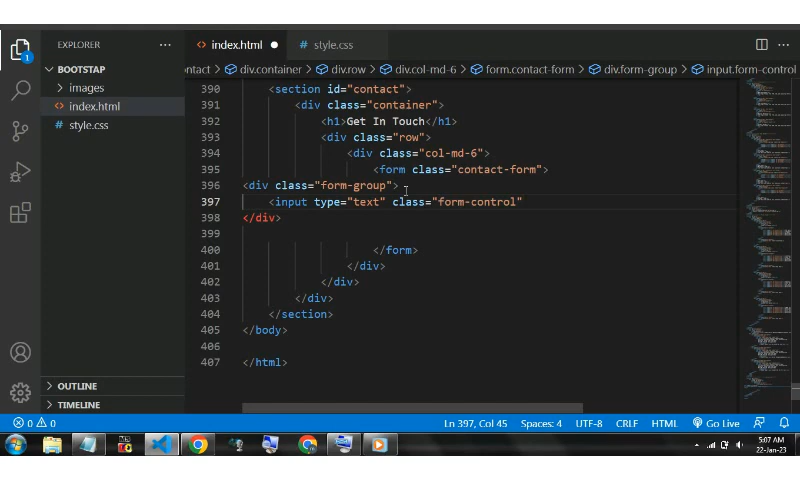 EXPLORER
index.html
style.css
BOOTSTAP
images
index.html
style.css
OUTLINE
TIMELINE
ontact > div.container > div.row > div.col-md-6 > form.contact-form > div.form-group > input.form-control
390 <section id="contact">
391 <div class="container">
392 <h1>Get In Touch</h1>
393 <div class="row">
394 <div class="col-md-6">
395 <form class="contact-form">
396 <div class="form-group">
397 <input type="text" class="form-control"
398 </div>
399
400 </form>
401 </div>
402 </div>
403 </div>
404 </section>
405 </body>
406
407 </html>
0 0 Ln 397, Col 45 Spaces: 4 UTF-8 CRLF HTML Go Live
5:07 AM
22-Jan-23